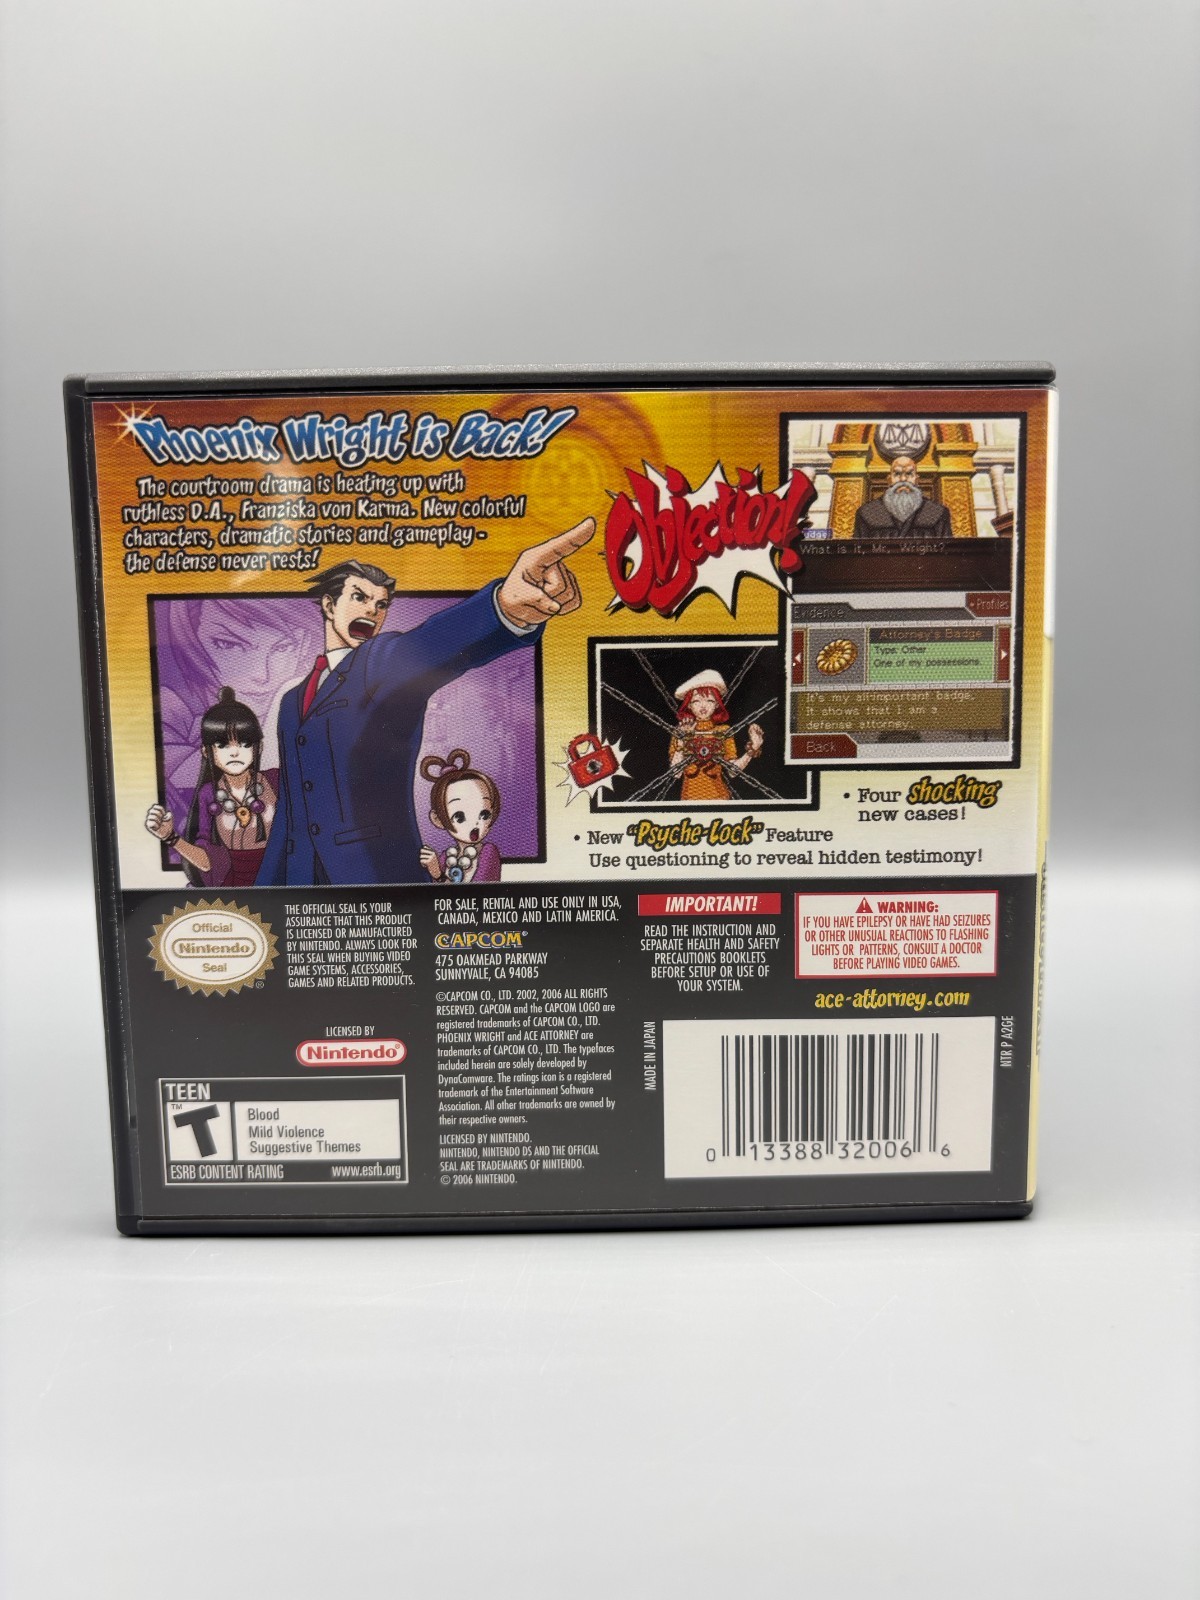 Phoenix Wright is Back!
The courtroom drama is heating up with
ruthless D.A., Franziska von Karma. New colorful
characters, dramatic stories and gameplay -
the defense never rests!
Objection!
Judge
What is it, Mr. Wright?
Evidence
Profiles
Attorney's Badge
Type: Other
One of my possessions.
It's my all-important badge.
It shows that I am a
defense attorney.
Back
• Four shocking
new cases!
• New "Psyche-Lock" Feature
Use questioning to reveal hidden testimony!
Official
Nintendo
Seal
®
THE OFFICIAL SEAL IS YOUR
ASSURANCE THAT THIS PRODUCT
IS LICENSED OR MANUFACTURED
BY NINTENDO. ALWAYS LOOK FOR
THIS SEAL WHEN BUYING VIDEO
GAME SYSTEMS, ACCESSORIES,
GAMES AND RELATED PRODUCTS.
LICENSED BY
Nintendo®
TEEN
TM
T
Blood
Mild Violence
Suggestive Themes
ESRB CONTENT RATING www.esrb.org
FOR SALE, RENTAL AND USE ONLY IN USA,
CANADA, MEXICO AND LATIN AMERICA.
CAPCOM®
475 OAKMEAD PARKWAY
SUNNYVALE, CA 94085
©CAPCOM CO., LTD. 2002, 2006 ALL RIGHTS
RESERVED. CAPCOM and the CAPCOM LOGO are
registered trademarks of CAPCOM CO., LTD.
PHOENIX WRIGHT and ACE ATTORNEY are
trademarks of CAPCOM CO., LTD. The typefaces
included herein are solely developed by
DynaComware. The ratings icon is a registered
trademark of the Entertainment Software
Association. All other trademarks are owned by
their respective owners.
LICENSED BY NINTENDO.
NINTENDO, NINTENDO DS AND THE OFFICIAL
SEAL ARE TRADEMARKS OF NINTENDO.
© 2006 NINTENDO.
IMPORTANT!
READ THE INSTRUCTION AND
SEPARATE HEALTH AND SAFETY
PRECAUTIONS BOOKLETS
BEFORE SETUP OR USE OF
YOUR SYSTEM.
WARNING:
IF YOU HAVE EPILEPSY OR HAVE HAD SEIZURES
OR OTHER UNUSUAL REACTIONS TO FLASHING
LIGHTS OR PATTERNS, CONSULT A DOCTOR
BEFORE PLAYING VIDEO GAMES.
ace-attorney.com
MADE IN JAPAN
0 13388 32006 6
NTR P A2GE